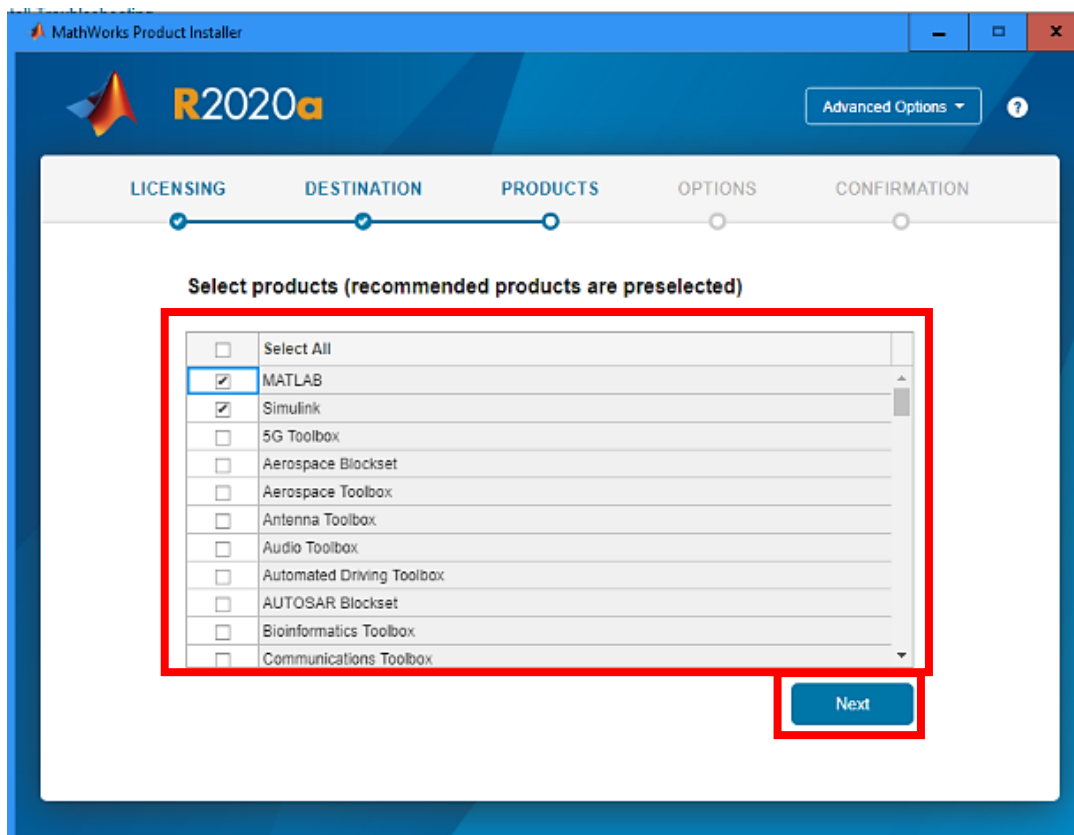 MathWorks Product Installer
R2020a
Advanced Options
?
LICENSING DESTINATION PRODUCTS OPTIONS CONFIRMATION
Select products (recommended products are preselected)
Select All
MATLAB
Simulink
5G Toolbox
Aerospace Blockset
Aerospace Toolbox
Antenna Toolbox
Audio Toolbox
Automated Driving Toolbox
AUTOSAR Blockset
Bioinformatics Toolbox
Communications Toolbox
Next